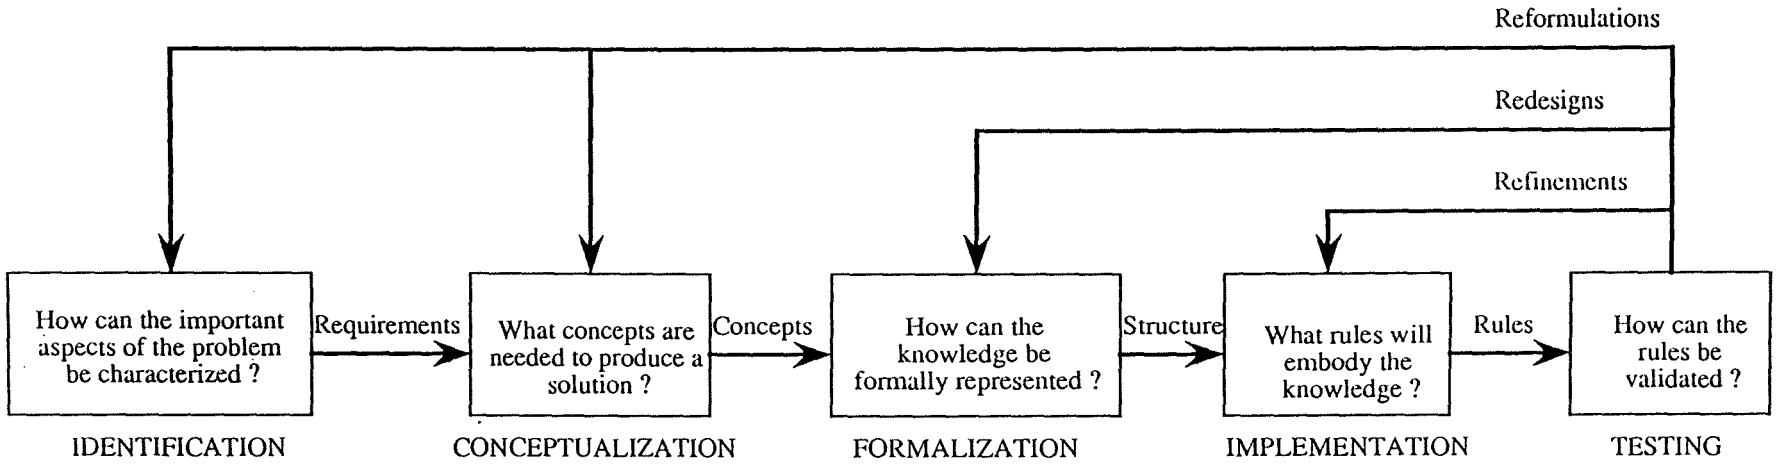 Reformulations
Redesigns
Refinements
How can the important
aspects of the problem
be characterized ?
Requirements
What concepts are
needed to produce a
solution ?
Concepts
How can the
knowledge be
formally represented ?
Structure
What rules will
embody the
knowledge ?
Rules
How can the
rules be
validated ?
IDENTIFICATION
CONCEPTUALIZATION
FORMALIZATION
IMPLEMENTATION
TESTING